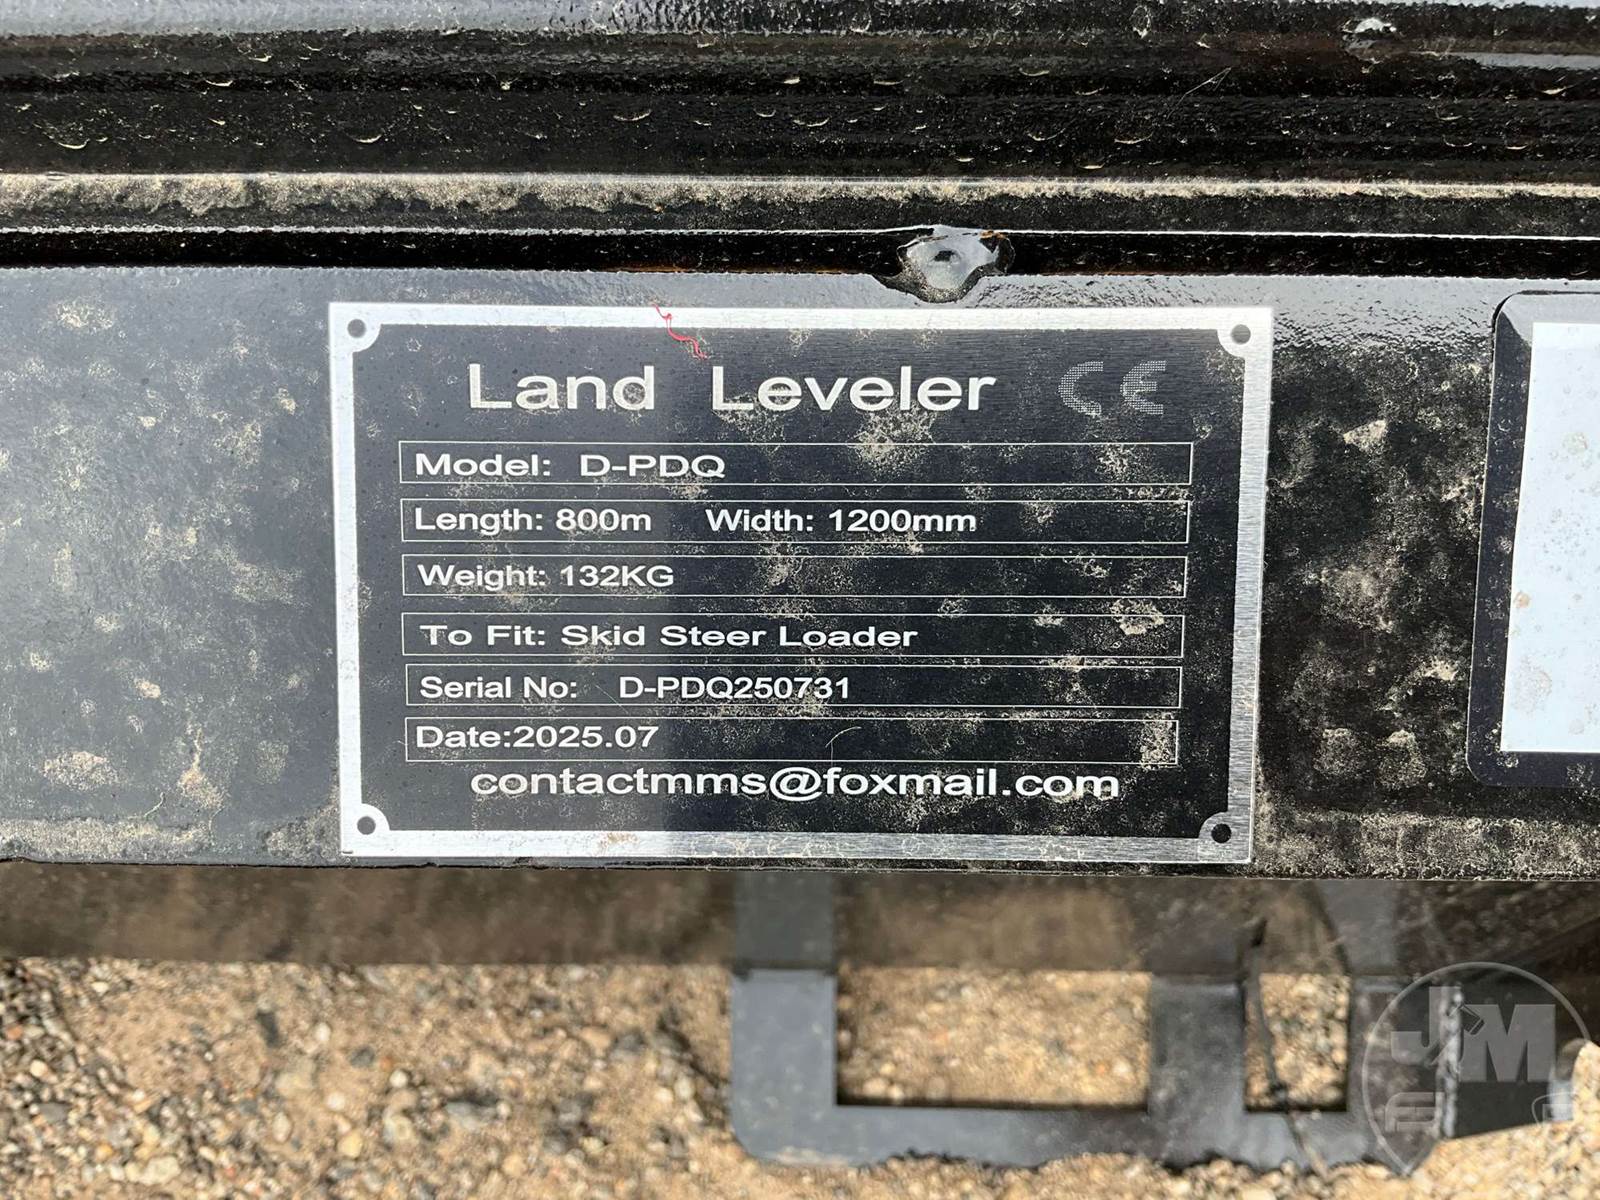 Land Leveler CE
Model: D-PDQ
Length: 800m Width: 1200mm
Weight: 132KG
To Fit: Skid Steer Loader
Serial No: D-PDQ250731
Date:2025.07
contactmms@foxmail.com
JM